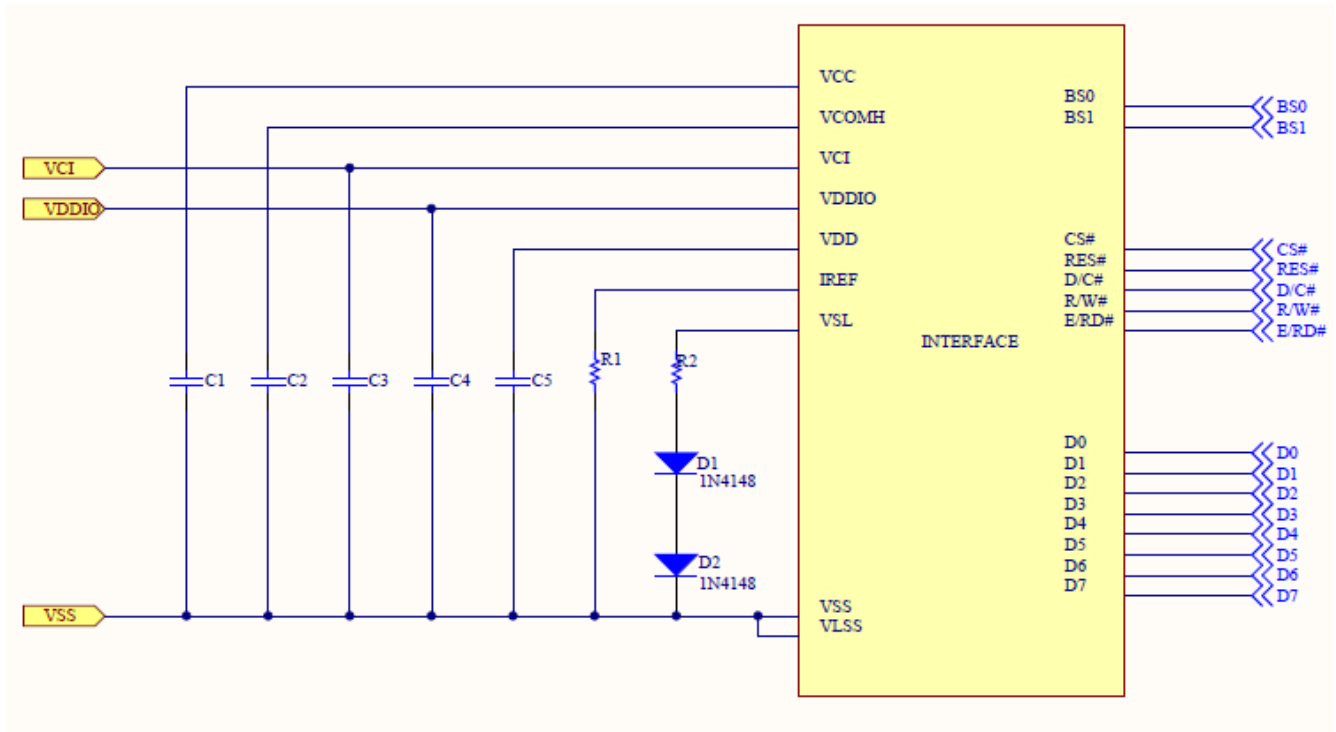 VCC
BS0
BS0
VCOMH
BS1
BS1
VCI
VCI
VDDIO
VDDIO
VDD
CS#
CS#
RES#
RES#
IREF
D/C#
D/C#
R/W#
R/W#
VSL
E/RD#
E/RD#
INTERFACE
C1
C2
C3
C4
C5
R1
R2
D0
D0
D1
1N4148
D1
D1
D2
D2
D3
D3
D4
D4
D5
D5
D2
1N4148
D6
D6
D7
D7
VSS
VSS
VLSS